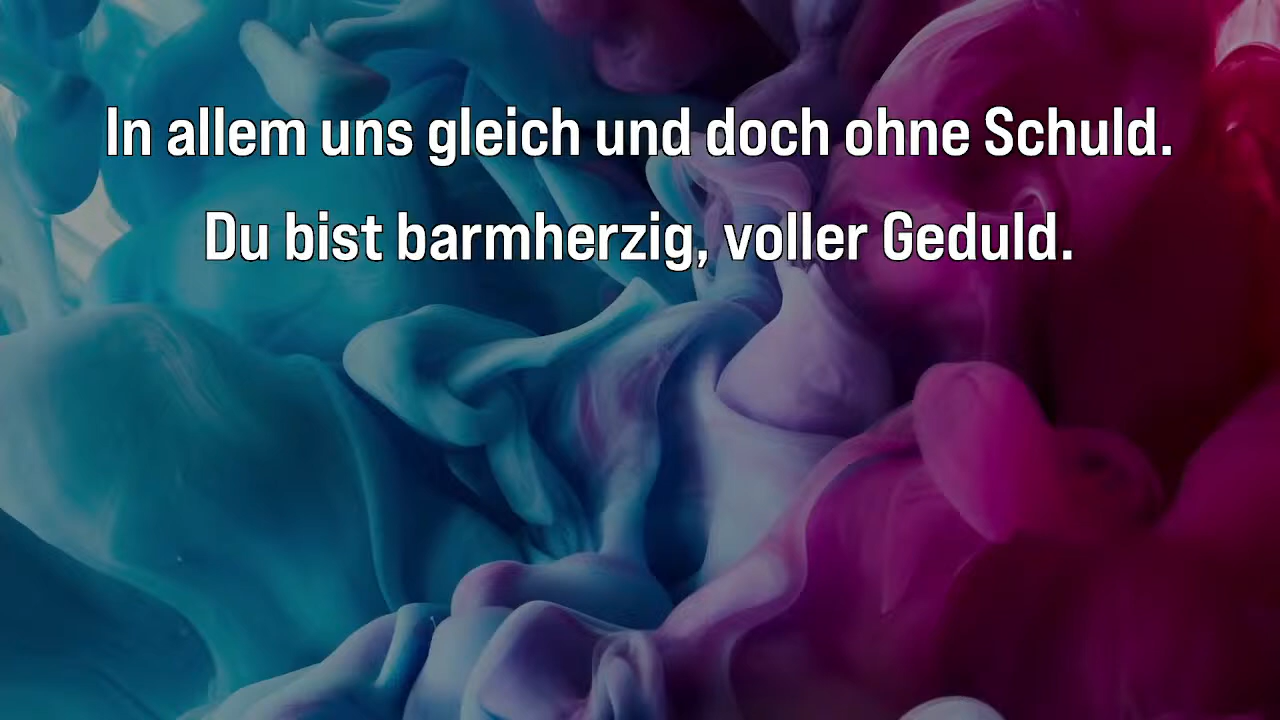 In allem uns gleich und doch ohne Schuld.
Du bist barmherzig, voller Geduld.